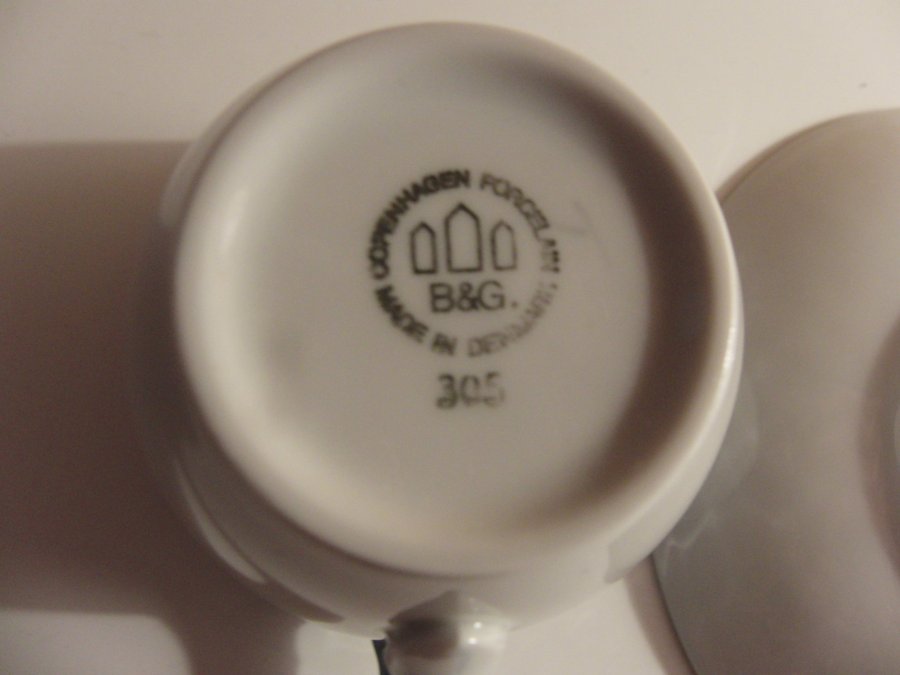 COPENHAGEN PORCELAIN
B&G.
MADE IN DENMARK
305